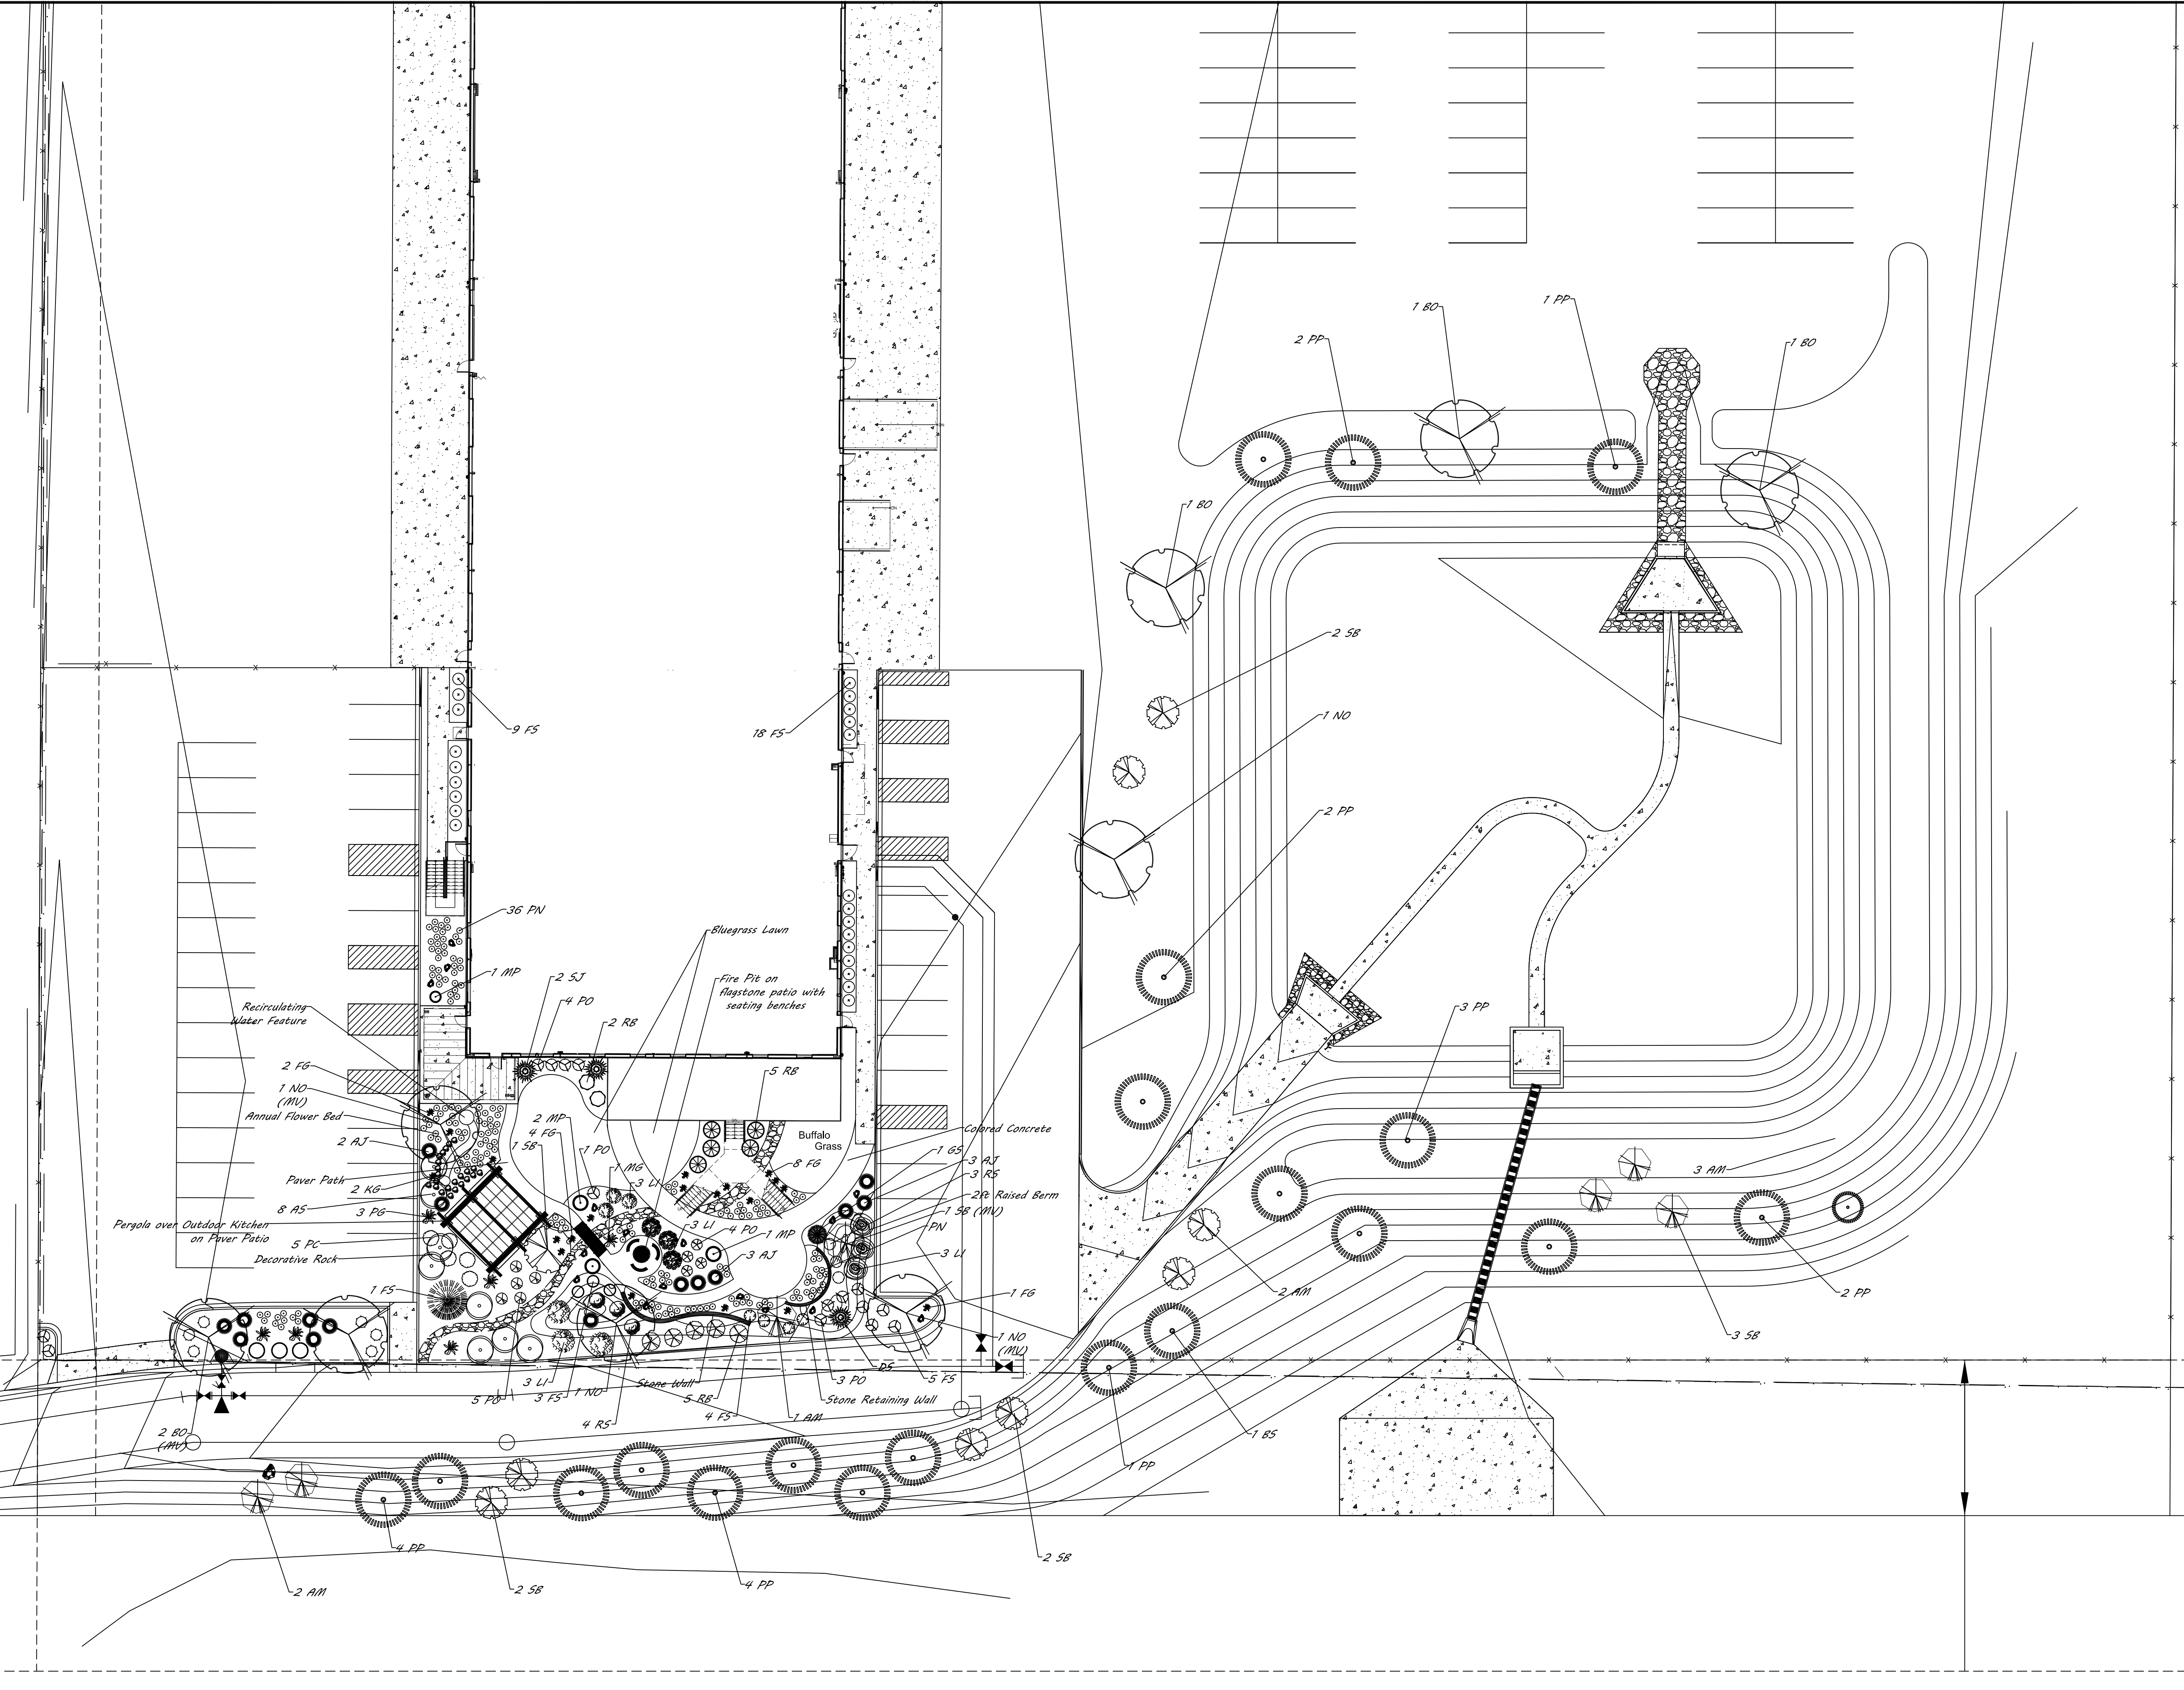 1 BO
1 PP
2 PP
1 BO
1 BO
2 SB
1 NO
9 FS
18 FS
2 PP
36 PN
Bluegrass Lawn
1 MP
2 SJ
Fire Pit on
flagstone patio with
seating benches
4 PO
Recirculating
Water Feature
2 RB
3 PP
2 FG
5 RB
1 NO
(MV)
Annual Flower Bed
2 MP
4 FG
Buffalo
Grass
Colored Concrete
2 AJ
1 SB
1 PO
1 GS
3 AJ
8 FG
1 MG
3 RS
3 AM
Paver Path
2 KG
3 LI
2ft Raised Berm
8 AS
3 PG
1 SB (MV)
Pergola over Outdoor Kitchen
on Paver Patio
3 LI
4 PO
PN
5 PC
1 MP
Decorative Rock
3 AJ
3 LI
1 FS
1 FG
2 AM
2 PP
1 NO
(MV)
3 SB
DS
3 LI
Stone Wall
3 PO
5 FS
5 PO
3 FS
1 NO
5 RB
Stone Retaining Wall
4 RS
4 FS
1 AM
2 BO
(MV)
1 BS
1 PP
4 PP
2 SB
4 PP
2 AM
2 SB